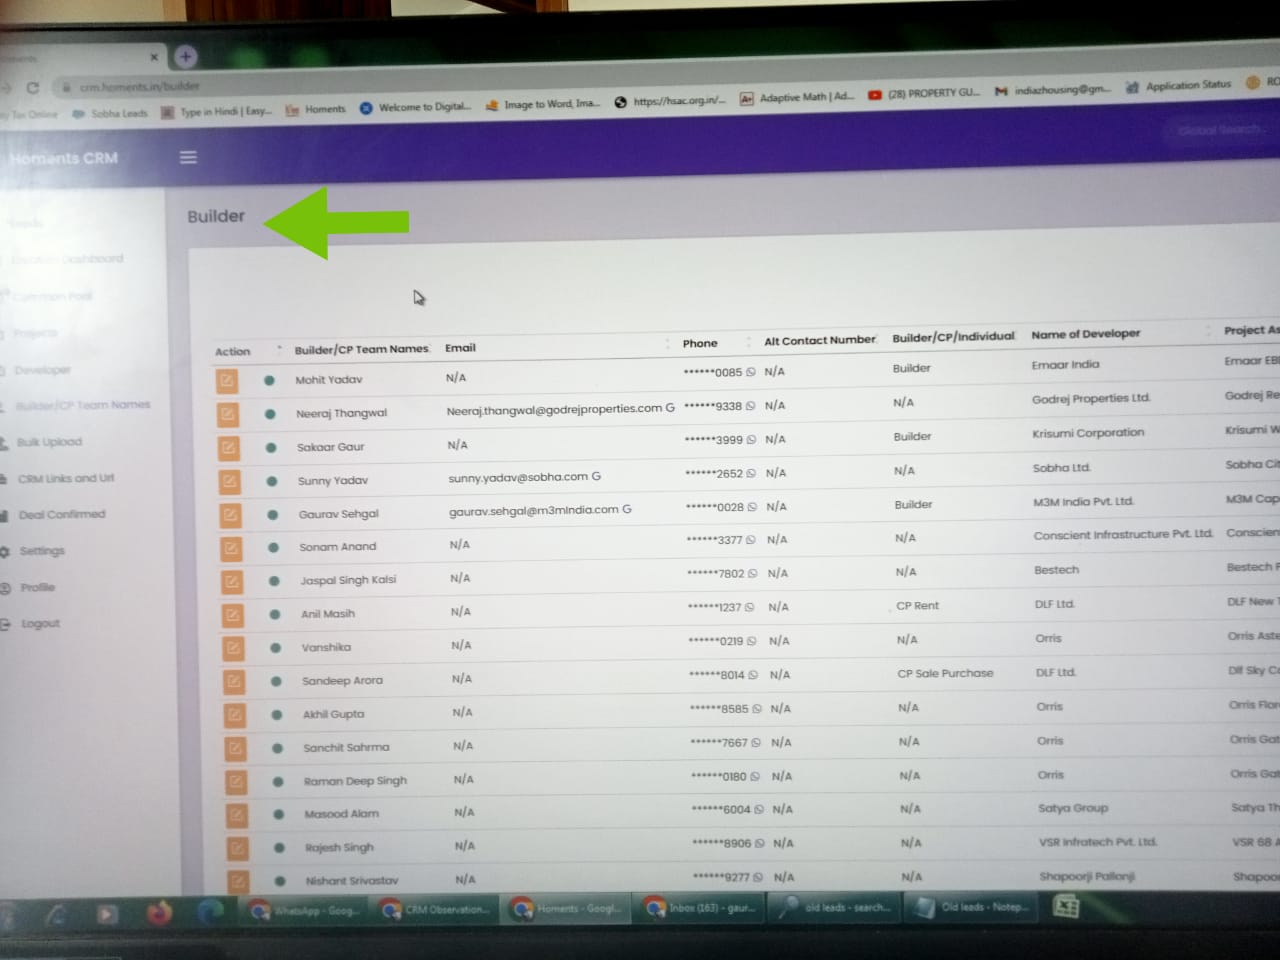 crm.homents.in/builder
Sobha Leads
Type in Hindi | Easy...
Homents
Welcome to Digital...
Image to Word, Ima...
https://hsac.org.in/...
Adaptive Math | Ad...
(28) PROPERTY GU...
indiazhousing@gm...
Application Status
Homents CRM
Global Search..
Builder
Dashboard
Common Pool
Projects
Developer
Builder/CP Team Names
Bulk Upload
CRM Links and Url
Deal Confirmed
Settings
Profile
Logout
Action Builder/CP Team Names Email Phone Alt Contact Number Builder/CP/Individual Name of Developer Project As
Mohit Yadav N/A ******0085 N/A Builder Emaar India Emaar EB
Neeraj Thangwal Neeraj.thangwal@godrejproperties.com G ******9338 N/A N/A Godrej Properties Ltd. Godrej Re
Sakaar Gaur N/A ******3999 N/A Builder Krisumi Corporation Krisumi W
Sunny Yadav sunny.yadav@sobha.com G ******2652 N/A N/A Sobha Ltd. Sobha Cit
Gaurav Sehgal gaurav.sehgal@m3mindia.com G ******0028 N/A Builder M3M India Pvt. Ltd. M3M Cap
Sonam Anand N/A ******3377 N/A N/A Conscient Infrastructure Pvt. Ltd. Conscien
Jaspal Singh Kalsi N/A ******7802 N/A N/A Bestech Bestech P
Anil Masih N/A ******1237 N/A CP Rent DLF Ltd. DLF New T
Vanshika N/A ******0219 N/A N/A Orris Orris Aste
Sandeep Arora N/A ******8014 N/A CP Sale Purchase DLF Ltd. Dlf Sky Co
Akhil Gupta N/A ******8585 N/A N/A Orris Orris Flor
Sanchit Sahrma N/A ******7667 N/A N/A Orris Orris Gat
Raman Deep Singh N/A ******0180 N/A N/A Orris Orris Gat
Masood Alam N/A ******6004 N/A N/A Satya Group Satya Th
Rajesh Singh N/A ******8906 N/A N/A VSR Infratech Pvt. Ltd. VSR 68 A
Nishant Srivastav N/A ******9277 N/A N/A Shapoorji Pallonji Shapoor
WhatsApp - Goog...
CRM Observation...
Homents - Googl...
Inbox (163) - gaur...
old leads - search...
Old leads - Notep...